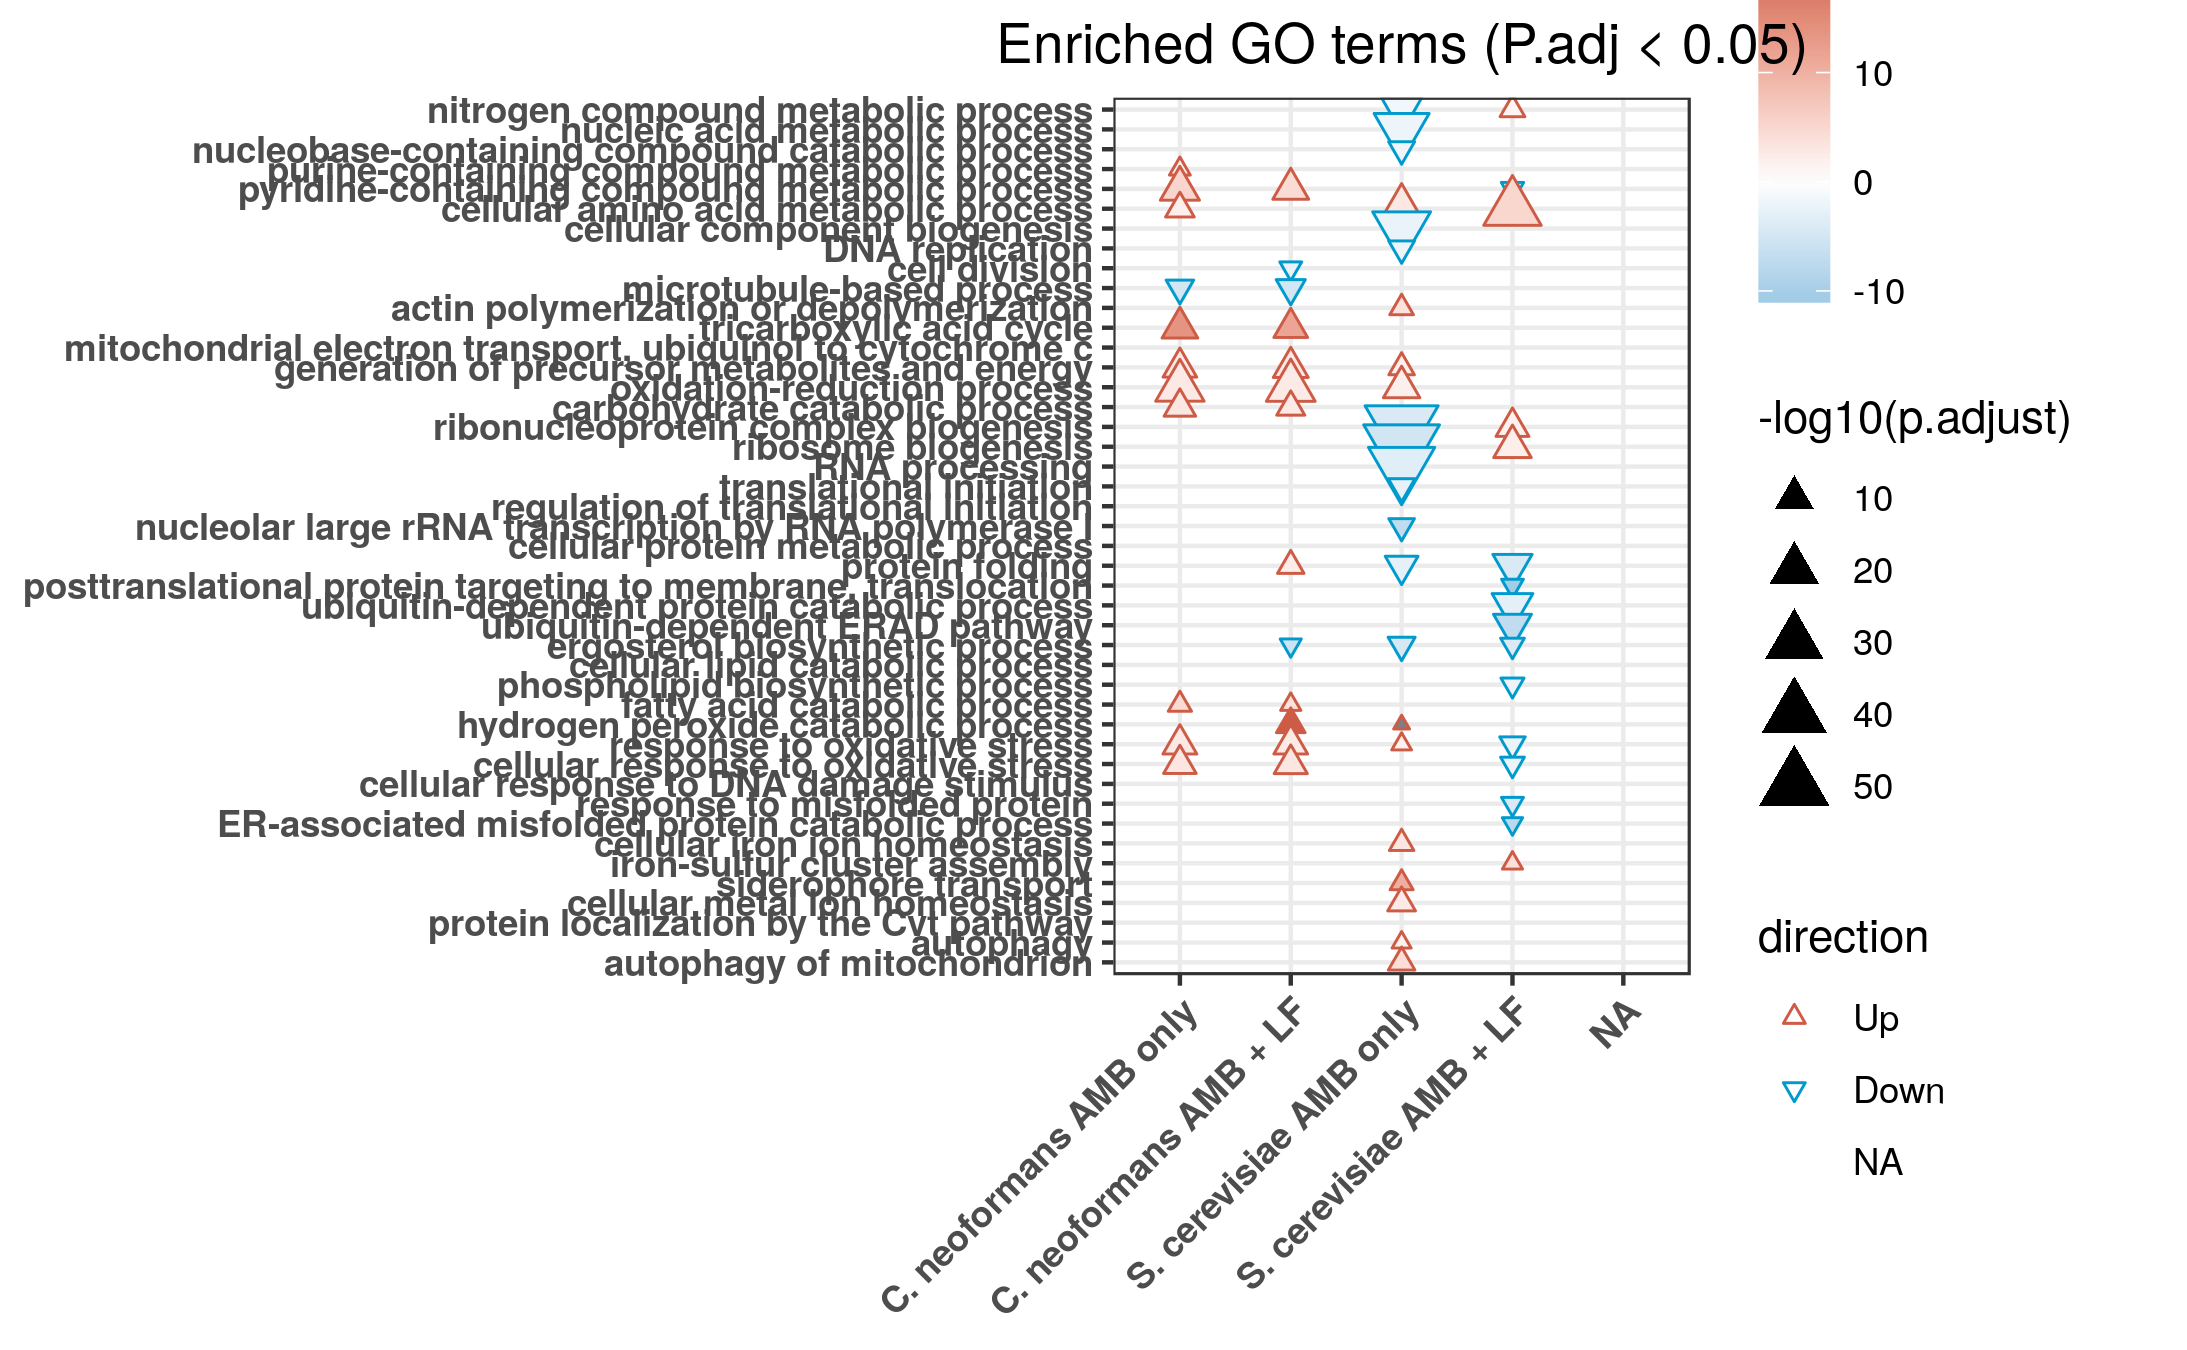 Enriched GO terms (P.adj < 0.05)
nitrogen compound metabolic process
nucleic acid metabolic process
nucleobase-containing compound catabolic process
purine-containing compound metabolic process
pyridine-containing compound metabolic process
cellular amino acid metabolic process
cellular component biogenesis
DNA replication
cell division
microtubule-based process
actin polymerization or depolymerization
tricarboxylic acid cycle
mitochondrial electron transport, ubiquinol to cytochrome c
generation of precursor metabolites and energy
oxidation-reduction process
carbohydrate catabolic process
ribonucleoprotein complex biogenesis
ribosome biogenesis
RNA processing
translational initiation
regulation of translational initiation
nucleolar large rRNA transcription by RNA polymerase I
cellular protein metabolic process
protein folding
posttranslational protein targeting to membrane, translocation
ubiquitin-dependent protein catabolic process
ubiquitin-dependent ERAD pathway
ergosterol biosynthetic process
cellular lipid catabolic process
phospholipid biosynthetic process
fatty acid catabolic process
hydrogen peroxide catabolic process
response to oxidative stress
cellular response to oxidative stress
cellular response to DNA damage stimulus
response to misfolded protein
ER-associated misfolded protein catabolic process
cellular iron ion homeostasis
iron-sulfur cluster assembly
siderophore transport
cellular metal ion homeostasis
protein localization by the Cvt pathway
autophagy
autophagy of mitochondrion
C. neoformans AMB only
C. neoformans AMB + LF
S. cerevisiae AMB only
S. cerevisiae AMB + LF
NA
10
0
-10
-log10(p.adjust)
10
20
30
40
50
direction
Up
Down
NA